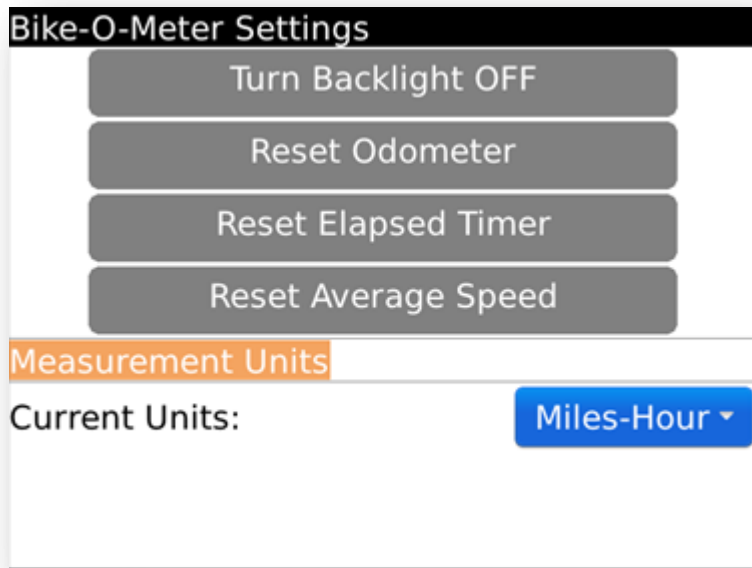 Bike-O-Meter Settings
Turn Backlight OFF
Reset Odometer
Reset Elapsed Timer
Reset Average Speed
Measurement Units
Current Units:
Miles-Hour